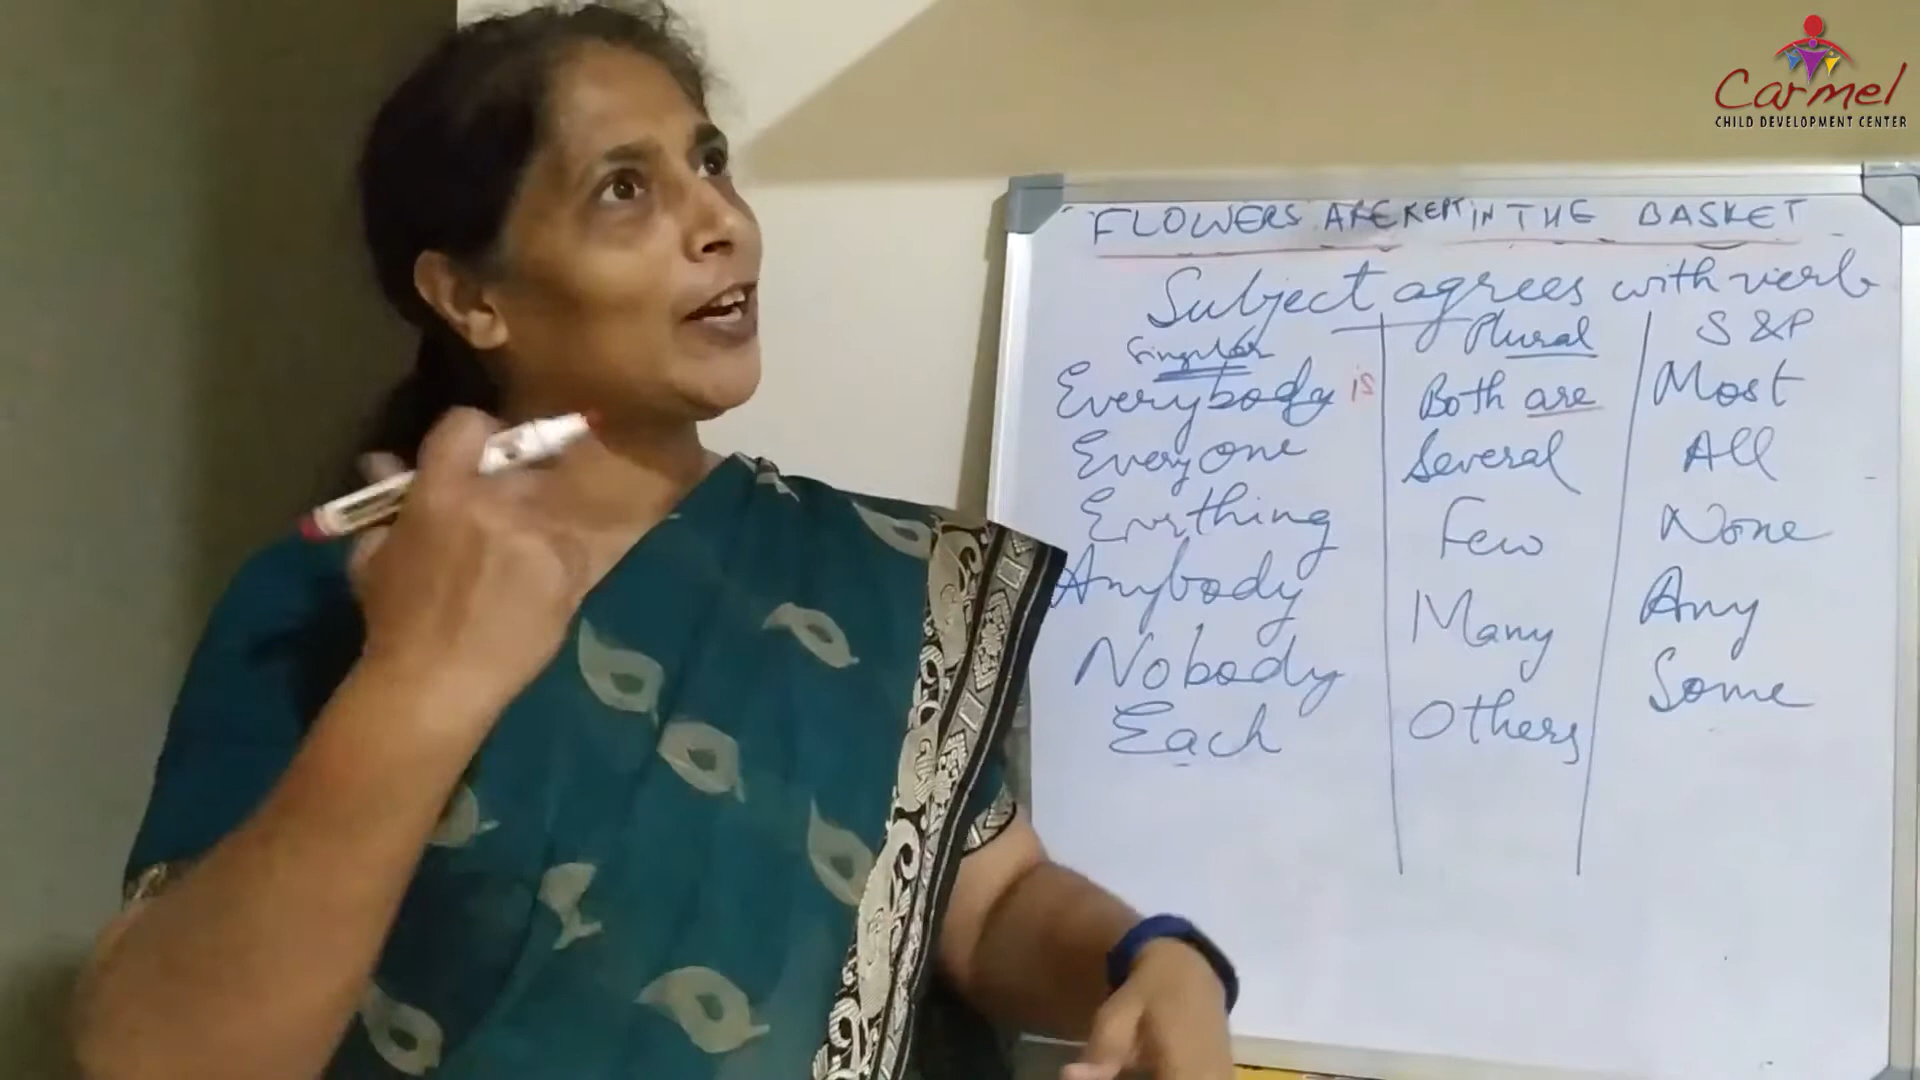 Carmel
CHILD DEVELOPMENT CENTER
FLOWERS ARE KEPT IN THE BASKET
Subject agrees with verb
Singular
Everybody is
Everyone
Evrthing
Anybody
Nobody
Each
Plural
Both are
Several
Few
Many
Others
S & P
Most
All
None
Any
Some